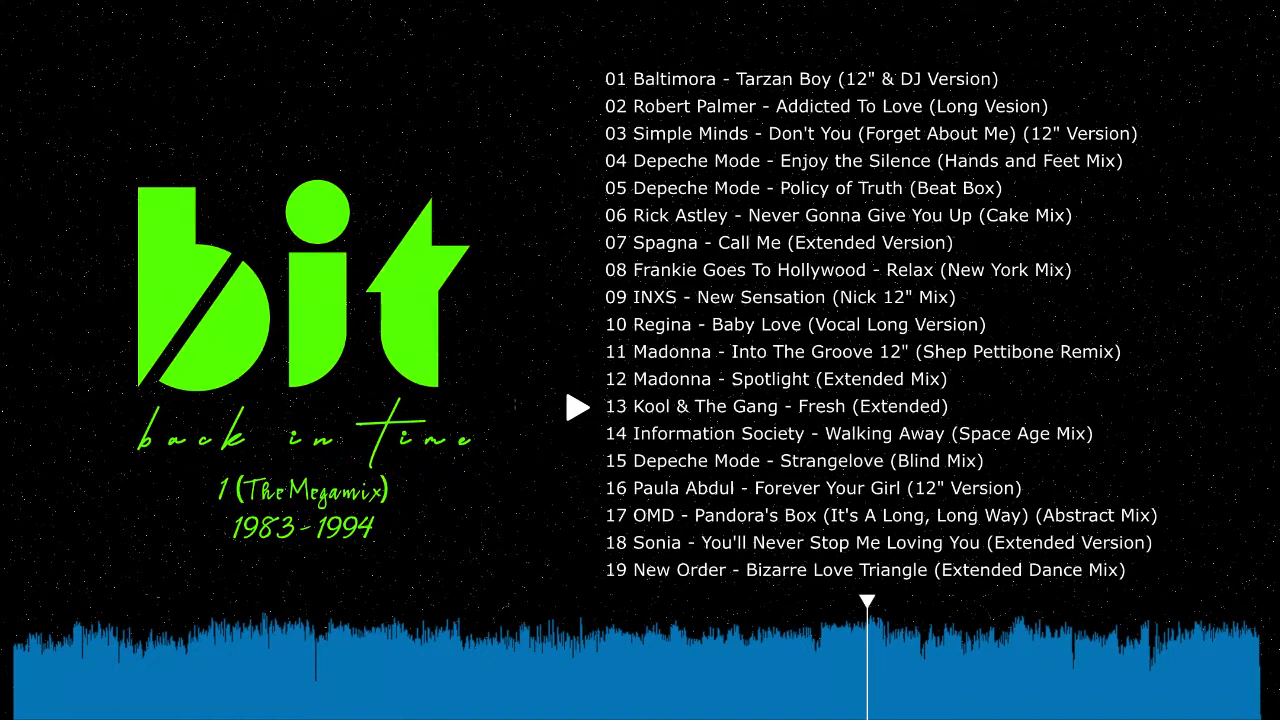 bit
back in time
1 (The Megamix)
1983-1994
01 Baltimora - Tarzan Boy (12" & DJ Version)
02 Robert Palmer - Addicted To Love (Long Vesion)
03 Simple Minds - Don't You (Forget About Me) (12" Version)
04 Depeche Mode - Enjoy the Silence (Hands and Feet Mix)
05 Depeche Mode - Policy of Truth (Beat Box)
06 Rick Astley - Never Gonna Give You Up (Cake Mix)
07 Spagna - Call Me (Extended Version)
08 Frankie Goes To Hollywood - Relax (New York Mix)
09 INXS - New Sensation (Nick 12" Mix)
10 Regina - Baby Love (Vocal Long Version)
11 Madonna - Into The Groove 12" (Shep Pettibone Remix)
12 Madonna - Spotlight (Extended Mix)
13 Kool & The Gang - Fresh (Extended)
14 Information Society - Walking Away (Space Age Mix)
15 Depeche Mode - Strangelove (Blind Mix)
16 Paula Abdul - Forever Your Girl (12" Version)
17 OMD - Pandora's Box (It's A Long, Long Way) (Abstract Mix)
18 Sonia - You'll Never Stop Me Loving You (Extended Version)
19 New Order - Bizarre Love Triangle (Extended Dance Mix)